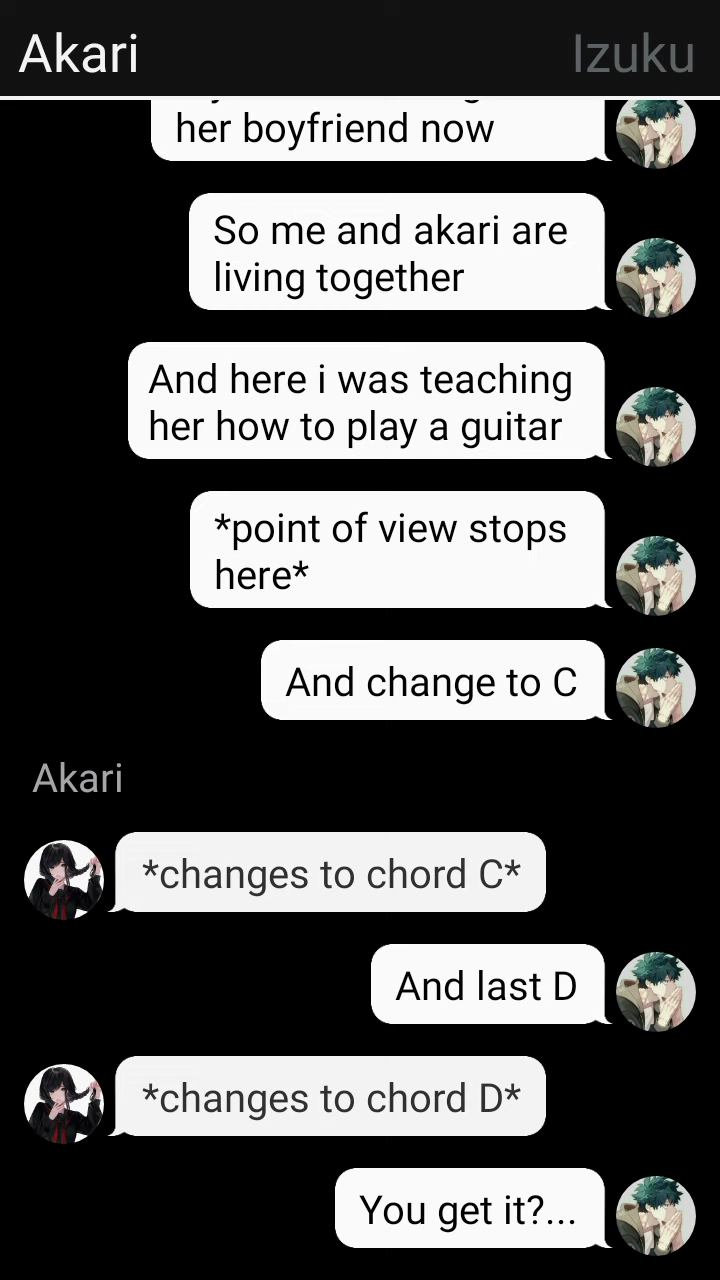 Akari
Izuku
her boyfriend now
So me and akari are
living together
And here i was teaching
her how to play a guitar
*point of view stops
here*
And change to C
Akari
*changes to chord C*
And last D
*changes to chord D*
You get it?...